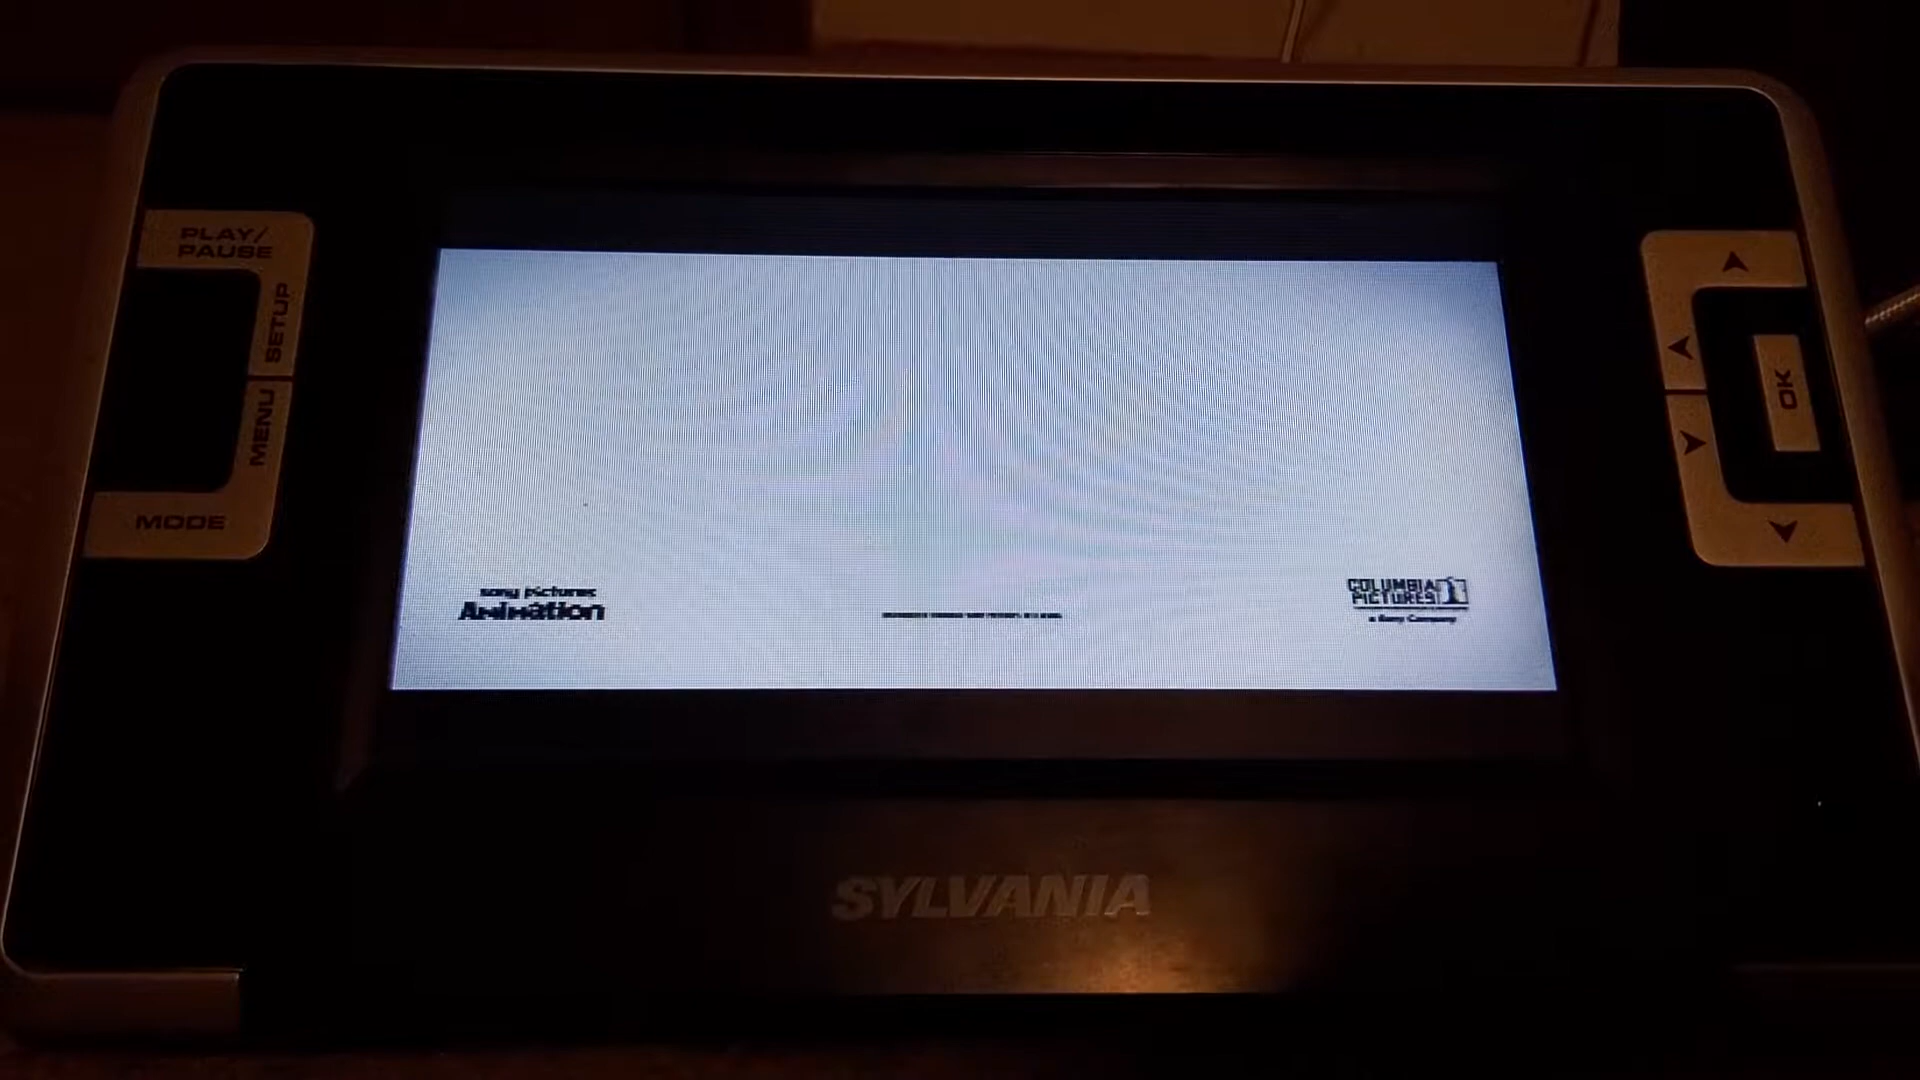 PLAY/
PAUSE
SETUP
MENU
MODE
OK
sony pictures
Animation
COLUMBIA
PICTURES
a Sony Company
SYLVANIA